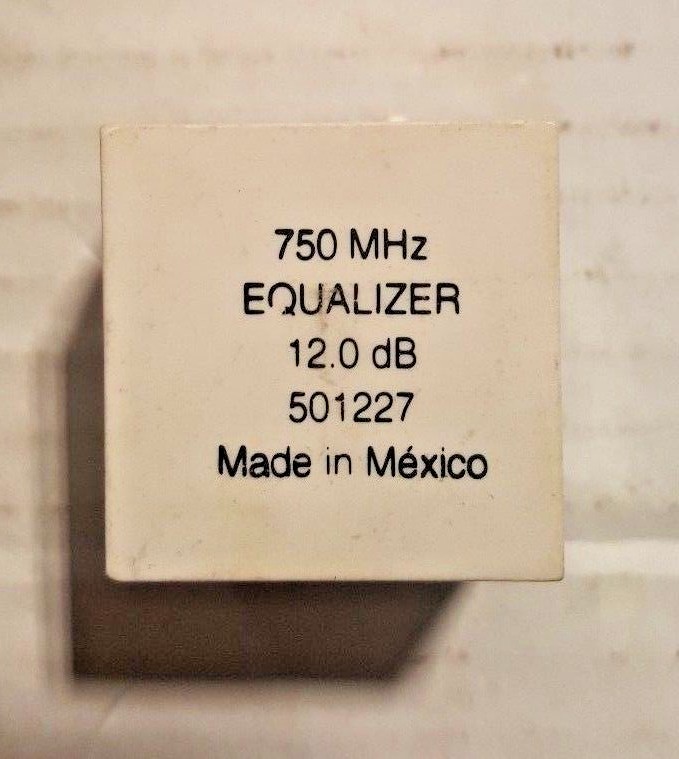 750 MHz
EQUALIZER
12.0 dB
501227
Made in México